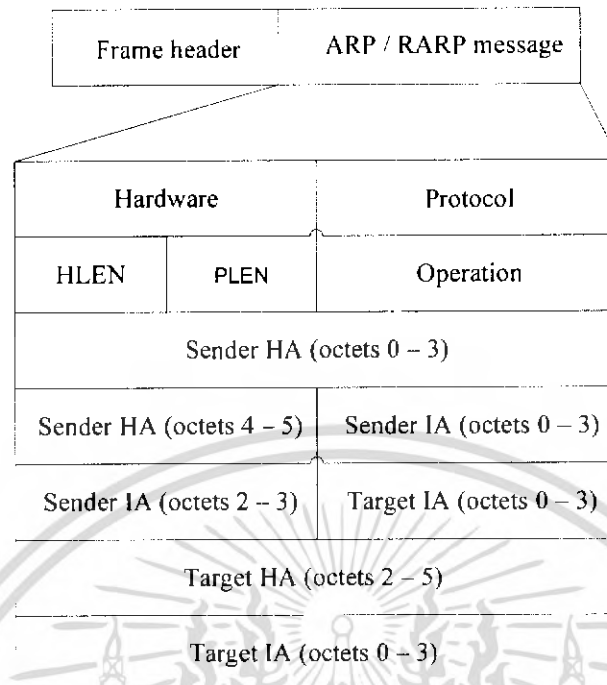 Frame header
ARP / RARP message
Hardware
Protocol
HLEN
PLEN
Operation
Sender HA (octets 0 – 3)
Sender HA (octets 4 – 5)
Sender IA (octets 0 – 3)
Sender IA (octets 2 – 3)
Target IA (octets 0 – 3)
Target HA (octets 2 – 5)
Target IA (octets 0 – 3)